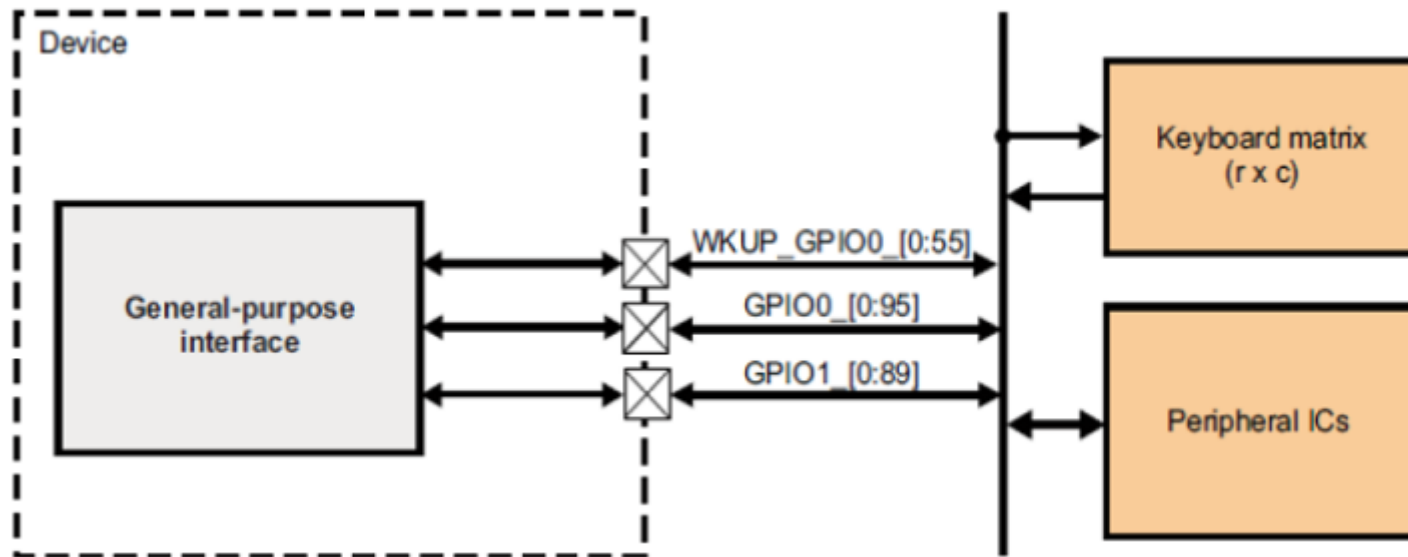 Device
Keyboard matrix
(r x c)
WKUP_GPIO0_[0:55]
General-purpose
interface
GPIO0_[0:95]
GPIO1_[0:89]
Peripheral ICs